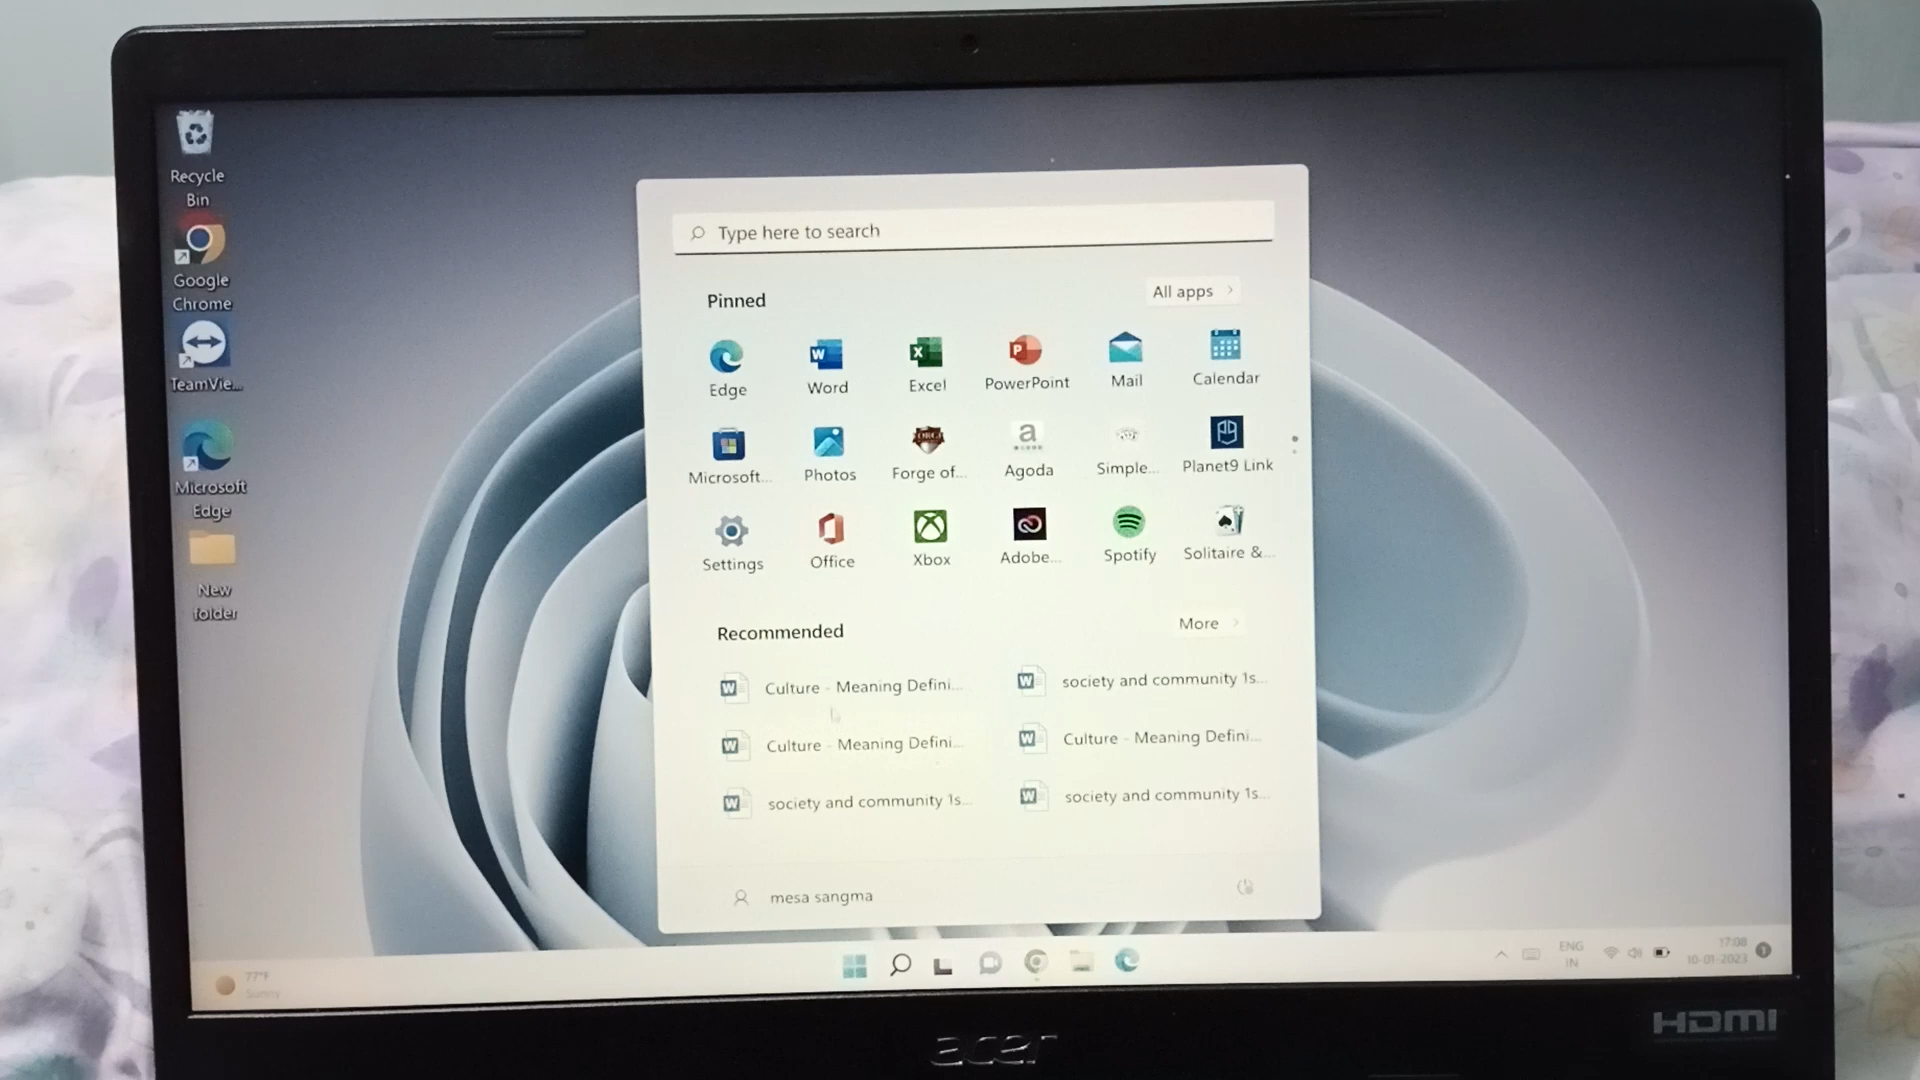 Recycle
Bin
Google
Chrome
TeamVie...
Microsoft
Edge
New
folder
Type here to search
Pinned
All apps
Edge
Word
Excel
PowerPoint
Mail
Calendar
Microsoft...
Photos
Forge of...
a
Agoda
Simple...
Planet9 Link
Settings
Office
Xbox
Adobe...
Spotify
Solitaire &...
Recommended
More
Culture - Meaning Defini...
society and community 1s...
Culture - Meaning Defini...
Culture - Meaning Defini...
society and community 1s...
society and community 1s...
mesa sangma
77°F
Sunny
ENG
IN
17:08
10-01-2023
1
acer
HDMI